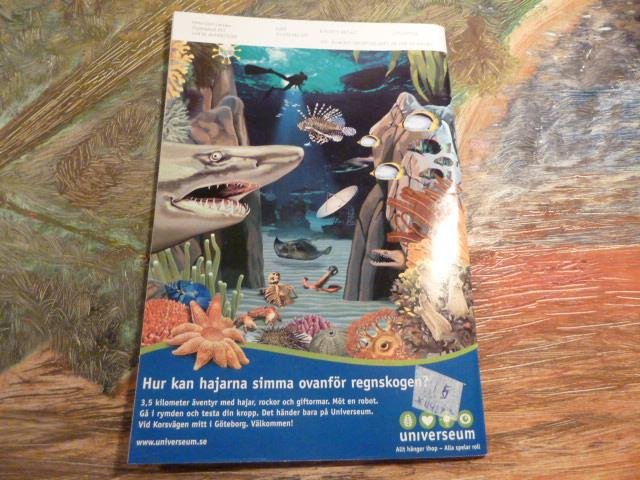 Hur kan hajarna simma ovanför regnskogen?
3,5 kilometer äventyr med hajar, rockor och giftormar. Möt en robot.
Gå i rymden och testa din kropp. Det händer bara på Universeum.
Vid Korsvägen mitt i Göteborg. Välkommen!
www.universeum.se
universeum
Allt hänger ihop – Alla spelar roll